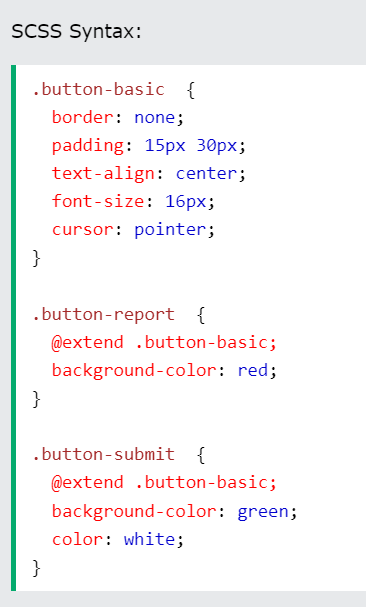 SCSS Syntax:
.button-basic  {
  border: none;
  padding: 15px 30px;
  text-align: center;
  font-size: 16px;
  cursor: pointer;
}

.button-report  {
  @extend .button-basic;
  background-color: red;
}

.button-submit  {
  @extend .button-basic;
  background-color: green;
  color: white;
}